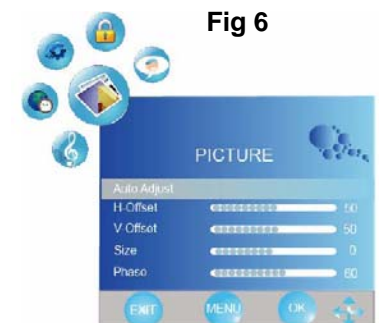 Fig 6
PICTURE
Auto Adjust
H-Offset 50
V-Offset 50
Size 0
Phase 60
EXIT MENU OK